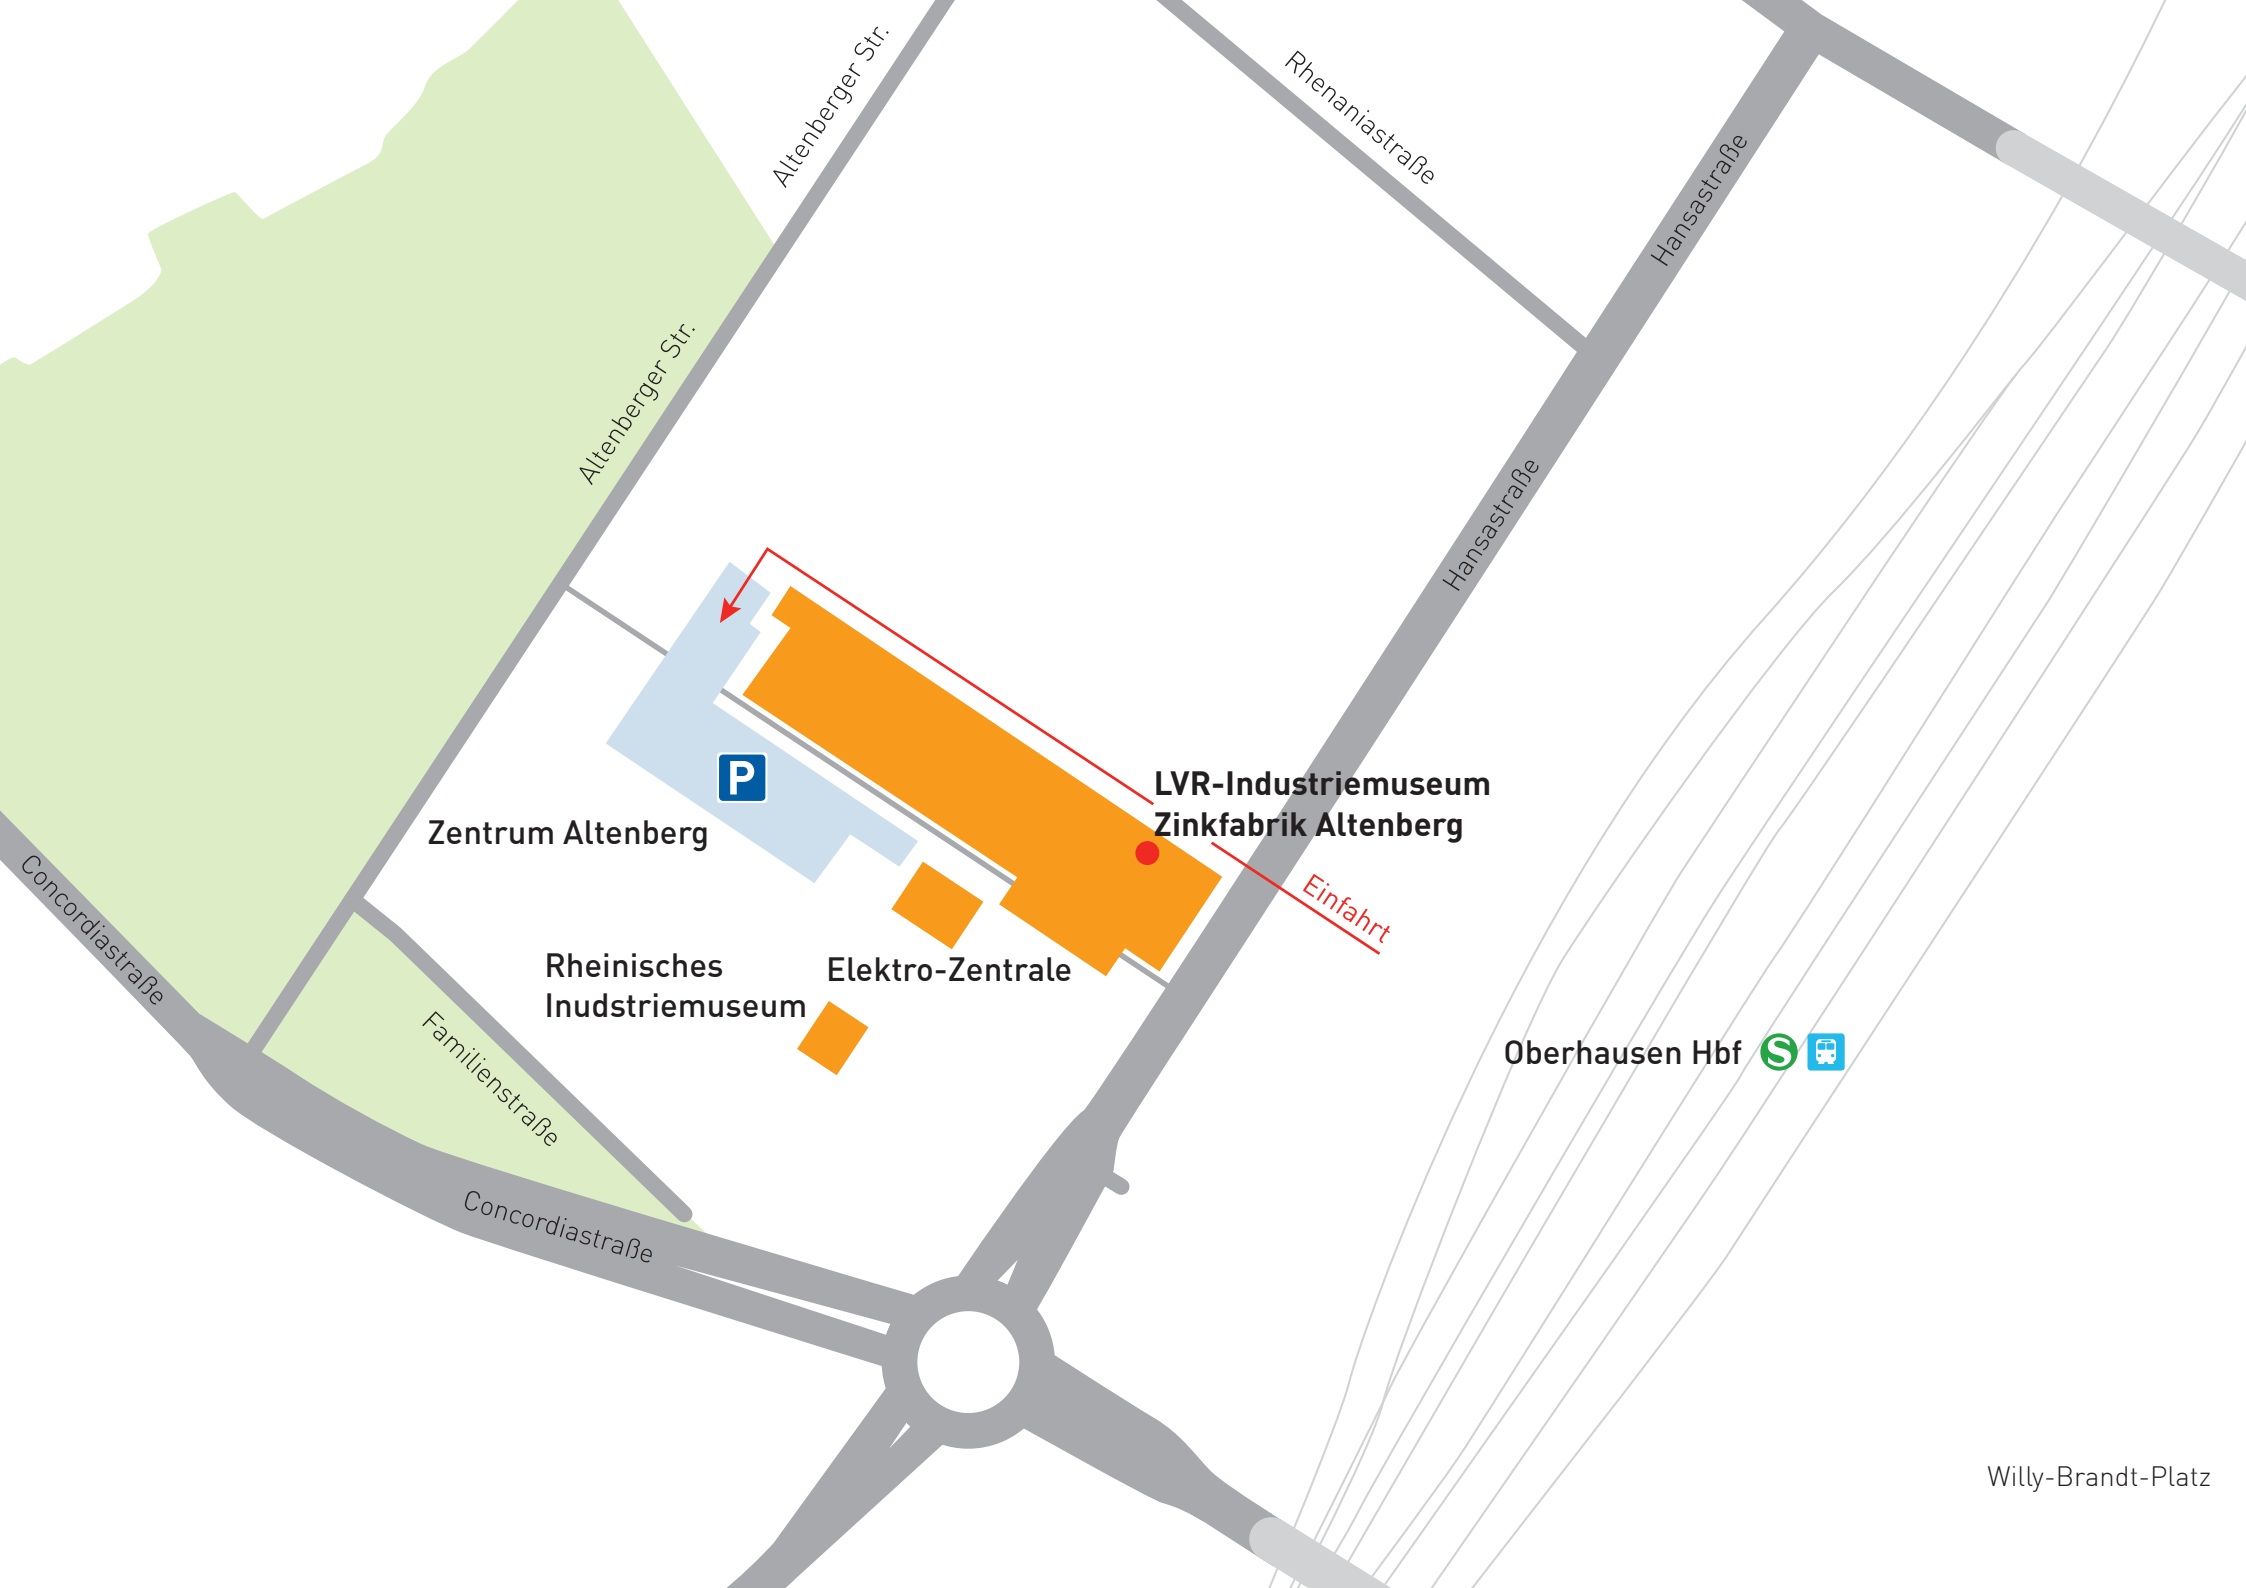 Altenberger Str.
Rhenaniastraße
Hansastraße
Altenberger Str.
Hansastraße
P
LVR-Industriemuseum
Zinkfabrik Altenberg
Zentrum Altenberg
Einfahrt
Concordiastraße
Rheinisches
Inudstriemuseum
Elektro-Zentrale
Familienstraße
Oberhausen Hbf S
Concordiastraße
Willy-Brandt-Platz